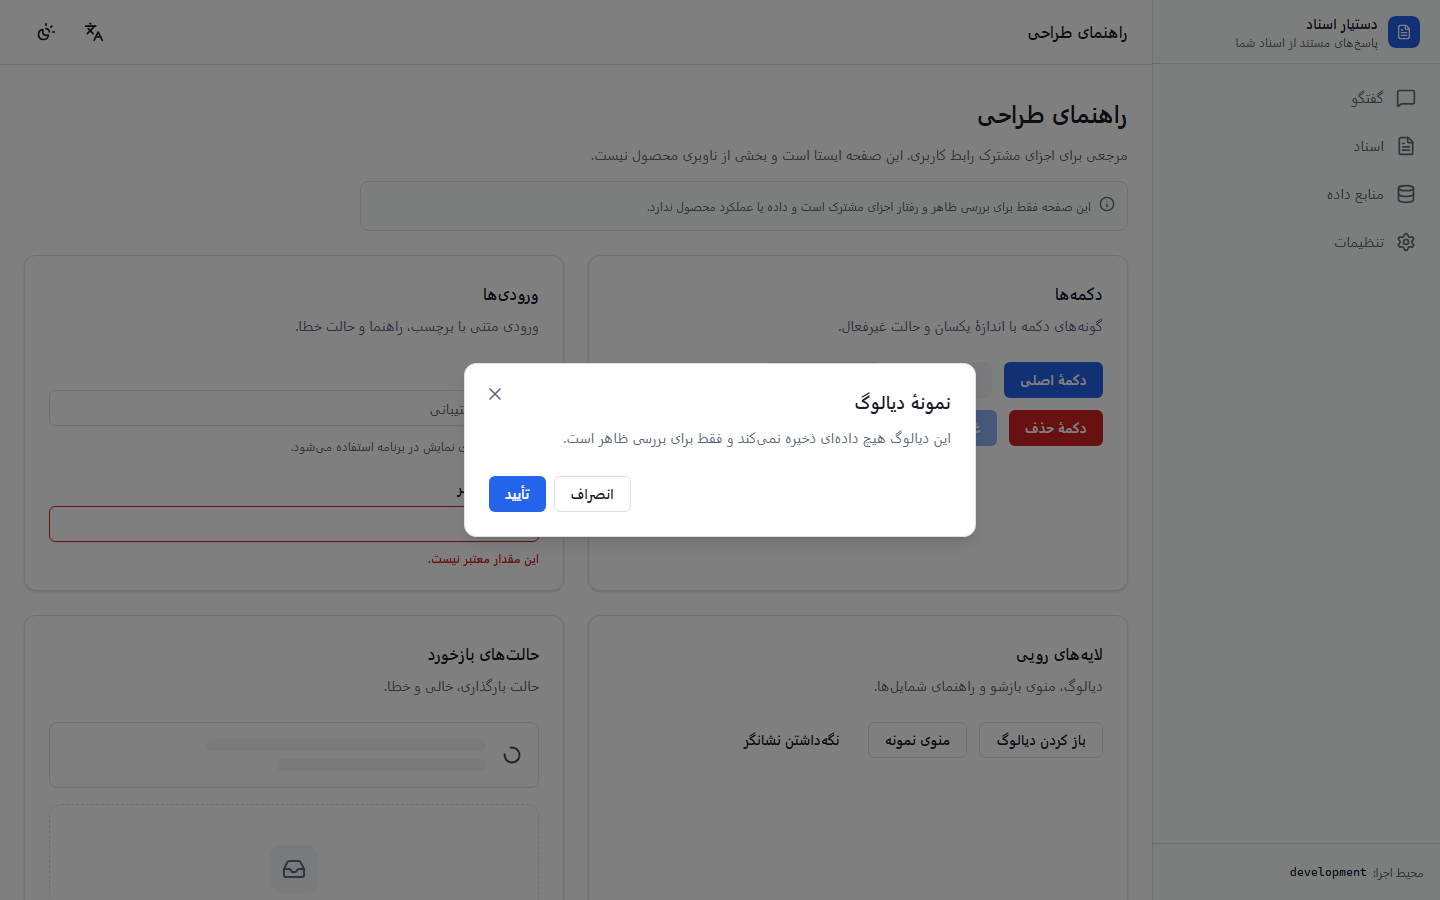 دستیار اسناد
پاسخ‌های مستند از اسناد شما
گفتگو
اسناد
منابع داده
تنظیمات
محیط اجرا: development
راهنمای طراحی
راهنمای طراحی
مرجعی برای اجزای مشترک رابط کاربری. این صفحه ایستا است و بخشی از ناوبری محصول نیست.
این صفحه فقط برای بررسی ظاهر و رفتار اجزای مشترک است و داده یا عملکرد محصول ندارد.
دکمه‌ها
گونه‌های دکمه با اندازهٔ یکسان و حالت غیرفعال.
دکمهٔ اصلی
دکمهٔ حذف
ورودی‌ها
ورودی متنی با برچسب، راهنما و حالت خطا.
نمایش در برنامه استفاده می‌شود.
این مقدار معتبر نیست.
نمونهٔ دیالوگ
این دیالوگ هیچ داده‌ای ذخیره نمی‌کند و فقط برای بررسی ظاهر است.
انصراف
تأیید
لایه‌های رویی
دیالوگ، منوی بازشو و راهنمای شمایل‌ها.
باز کردن دیالوگ
منوی نمونه
نگه‌داشتن نشانگر
حالت‌های بازخورد
حالت بارگذاری، خالی و خطا.